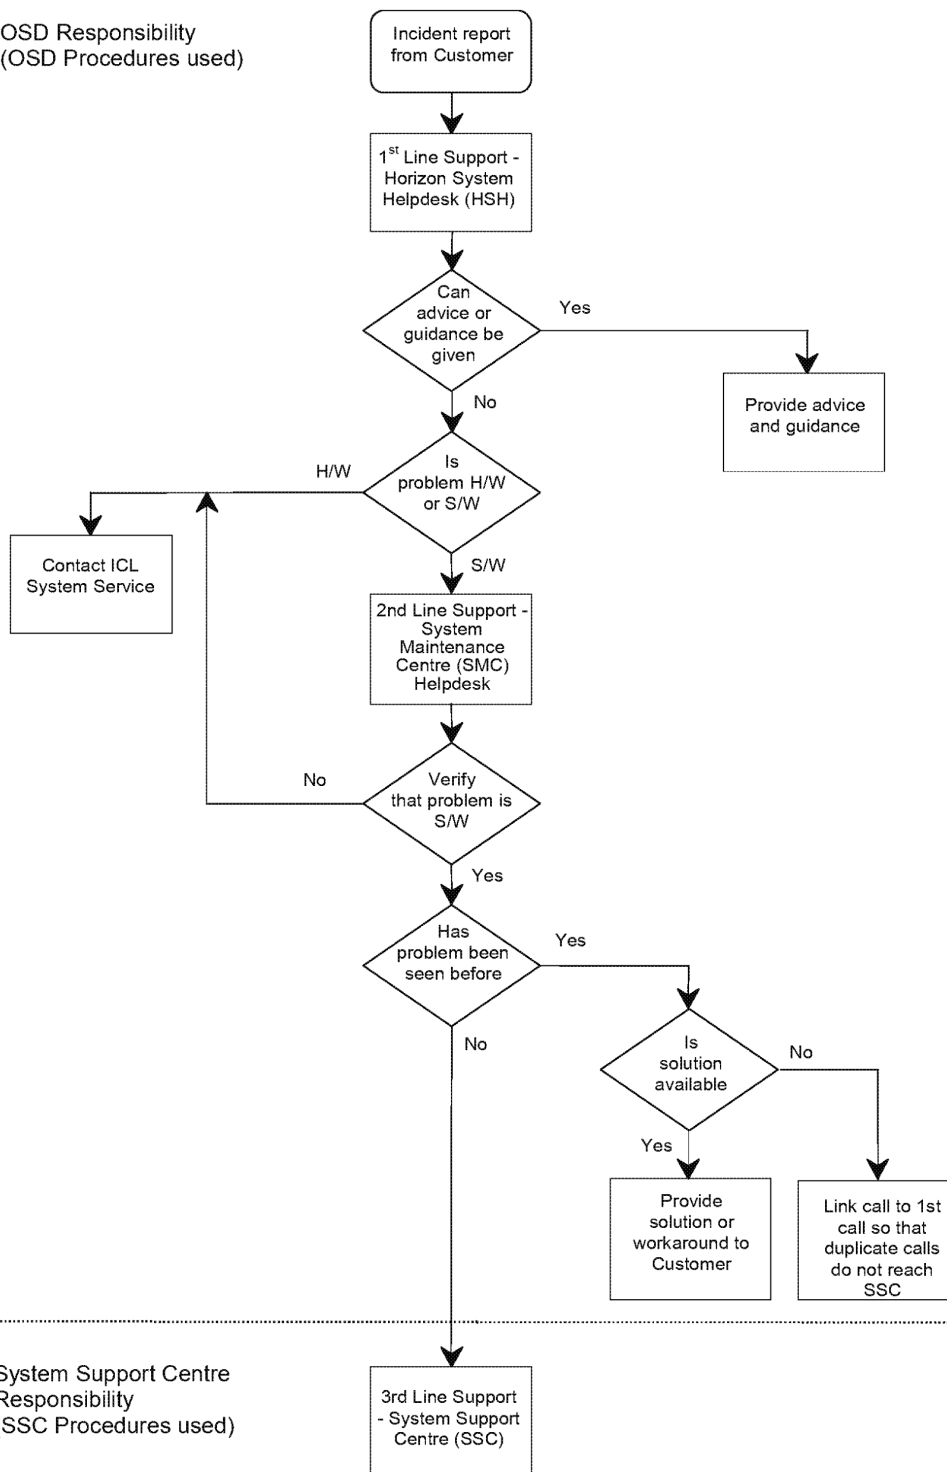 OSD Responsibility
(OSD Procedures used)
Incident report
from Customer
1st Line Support -
Horizon System
Helpdesk (HSH)
Can
advice or
guidance be
given
Yes
Provide advice
and guidance
No
Is
problem H/W
or S/W
H/W
Contact ICL
System Service
S/W
2nd Line Support -
System
Maintenance
Centre (SMC)
Helpdesk
Verify
that problem is
S/W
No
Yes
Has
problem been
seen before
Yes
No
Is
solution
available
No
Yes
Provide
solution or
workaround to
Customer
Link call to 1st
call so that
duplicate calls
do not reach
SSC
System Support Centre
Responsibility
(SSC Procedures used)
3rd Line Support
- System Support
Centre (SSC)